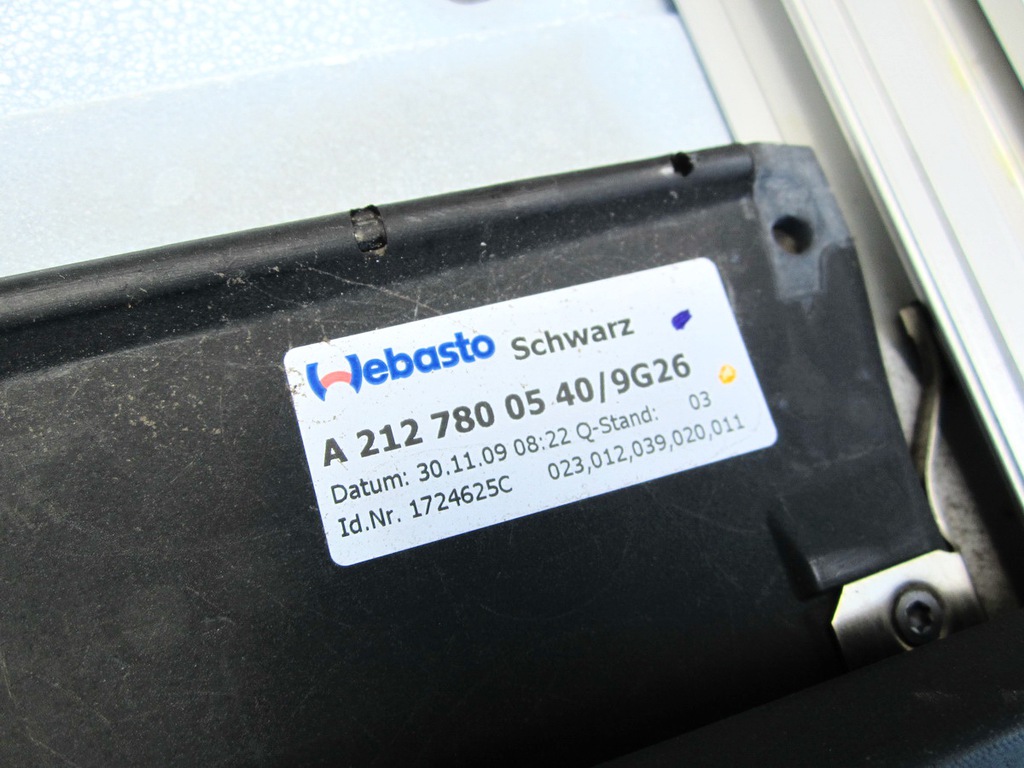 Webasto Schwarz
A 212 780 05 40/9G26
Datum: 30.11.09 08:22 Q-Stand: 03
Id.Nr. 1724625C 023,012,039,020,011